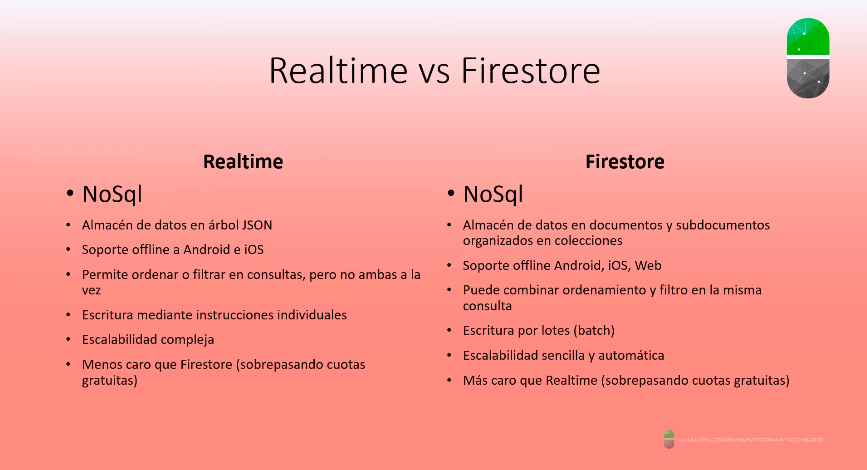 Realtime vs Firestore
Realtime
• NoSql
• Almacén de datos en árbol JSON
• Soporte offline a Android e iOS
• Permite ordenar o filtrar en consultas, pero no ambas a la
vez
• Escritura mediante instrucciones individuales
• Escalabilidad compleja
• Menos caro que Firestore (sobrepasando cuotas
gratuitas)
Firestore
• NoSql
• Almacén de datos en documentos y subdocumentos
organizados en colecciones
• Soporte offline Android, iOS, Web
• Puede combinar ordenamiento y filtro en la misma
consulta
• Escritura por lotes (batch)
• Escalabilidad sencilla y automática
• Más caro que Realtime (sobrepasando cuotas gratuitas)
WWW.PILDORASINFORMATICAS.ES